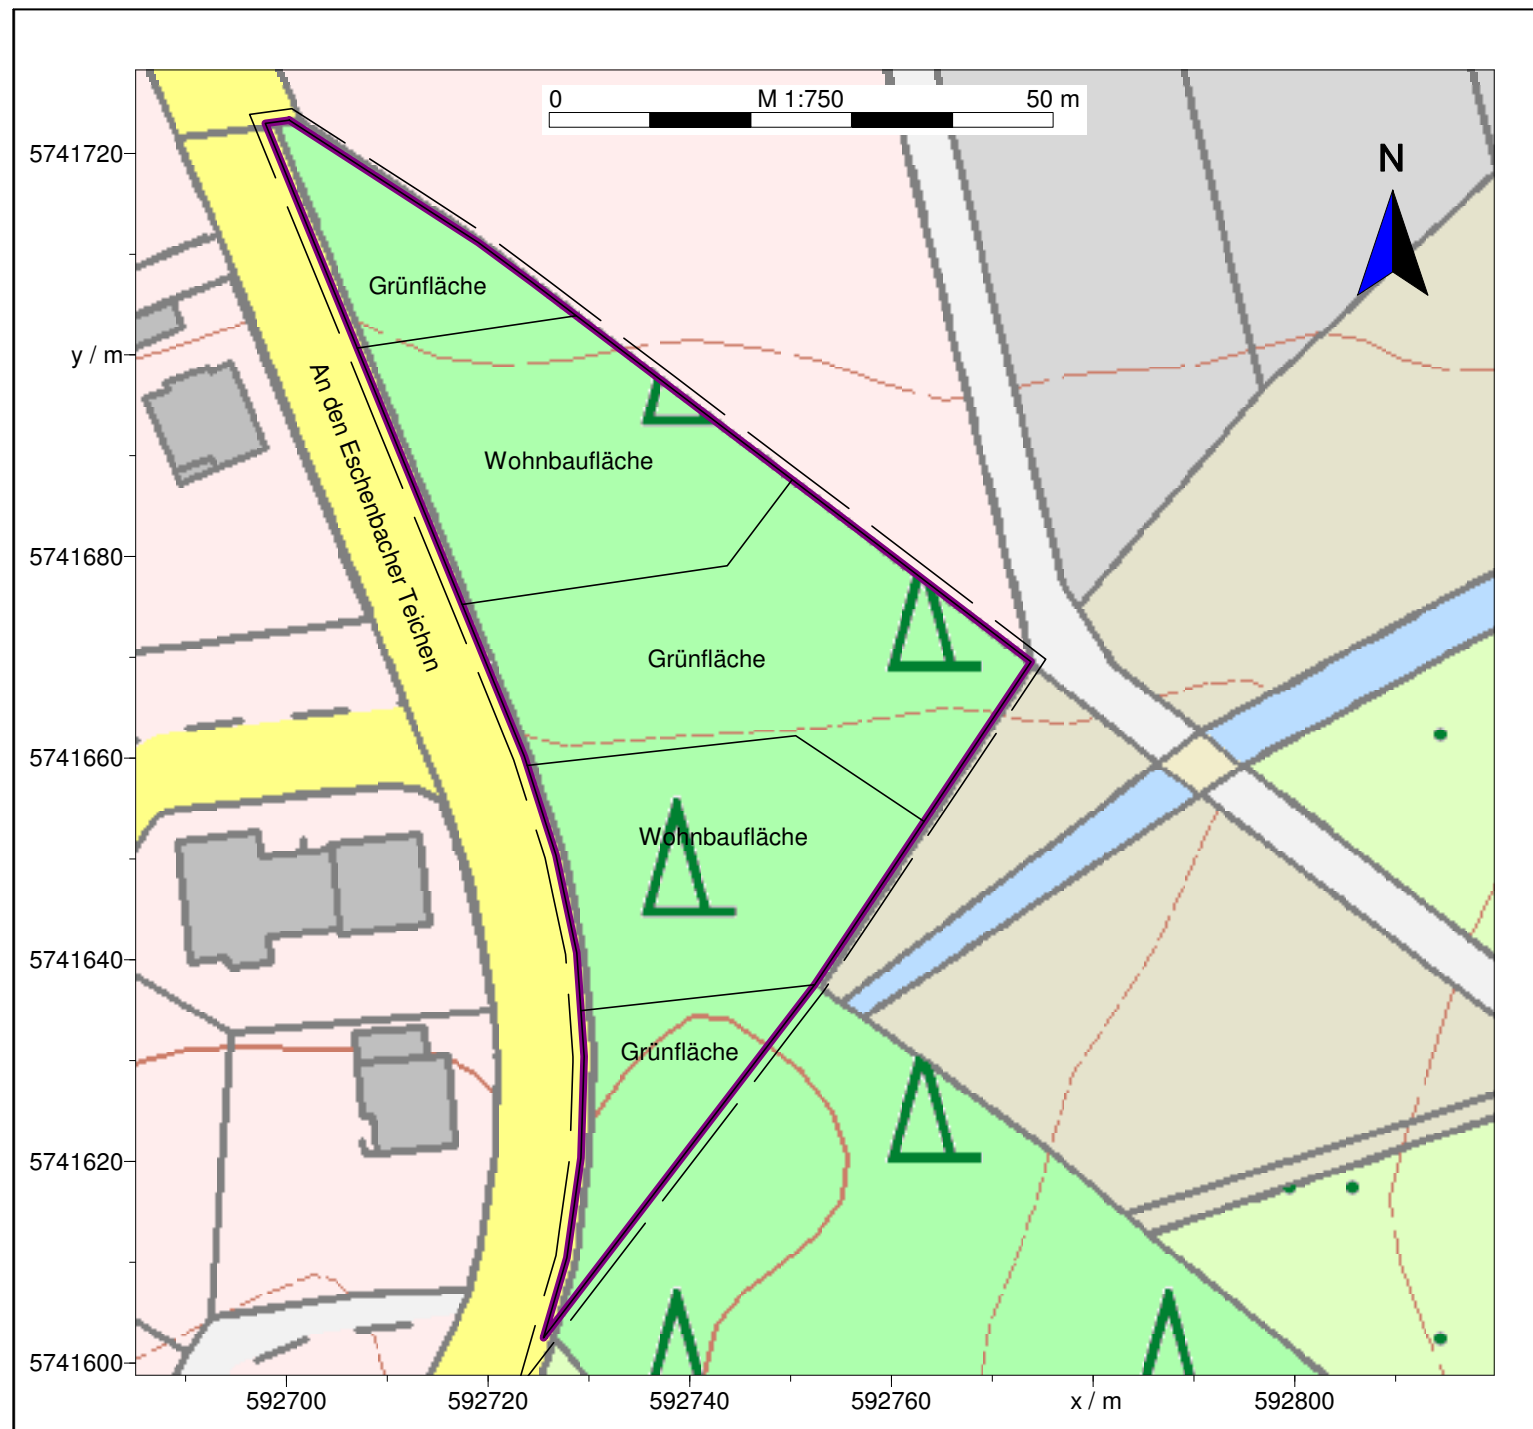 0 M 1:750 50 m
N
5741720
y / m
5741680
5741660
5741640
5741620
5741600
Grünfläche
Wohnbaufläche
Grünfläche
Wohnbaufläche
Grünfläche
An den Eschenbacher Teichen
592700 592720 592740 592760 x / m 592800